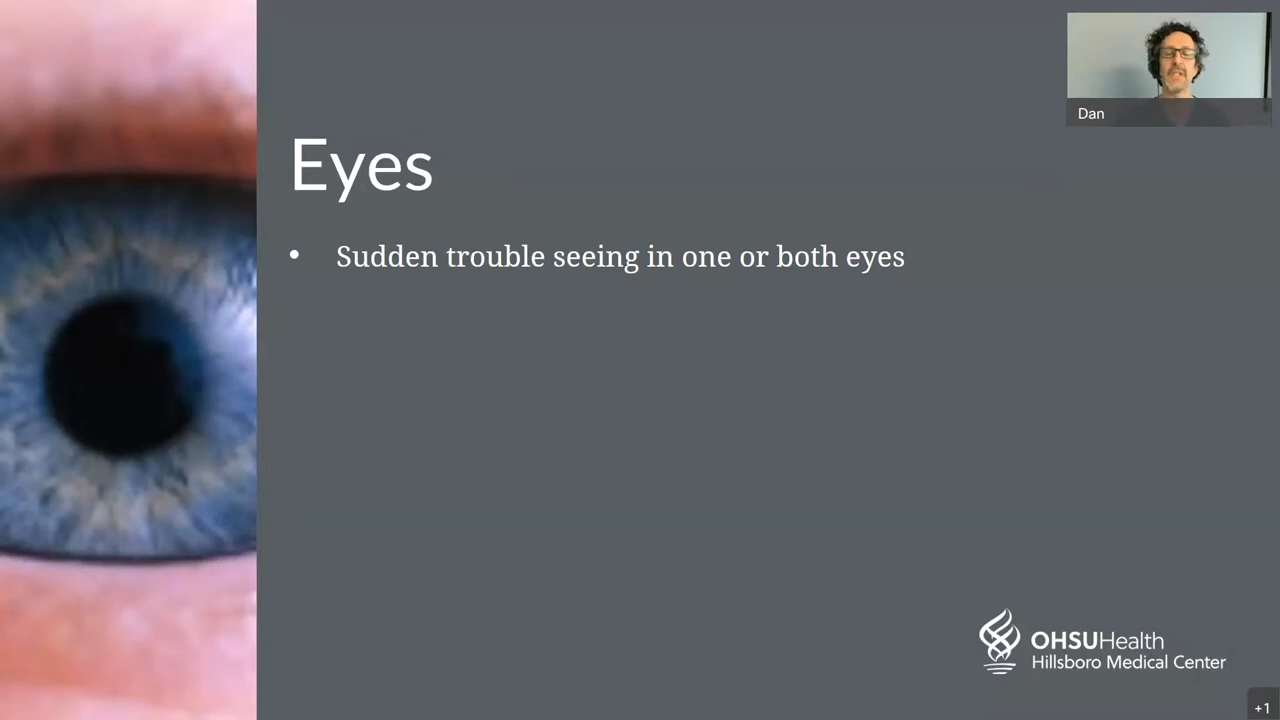 Dan
Eyes
• Sudden trouble seeing in one or both eyes
OHSUHealth
Hillsboro Medical Center
+1